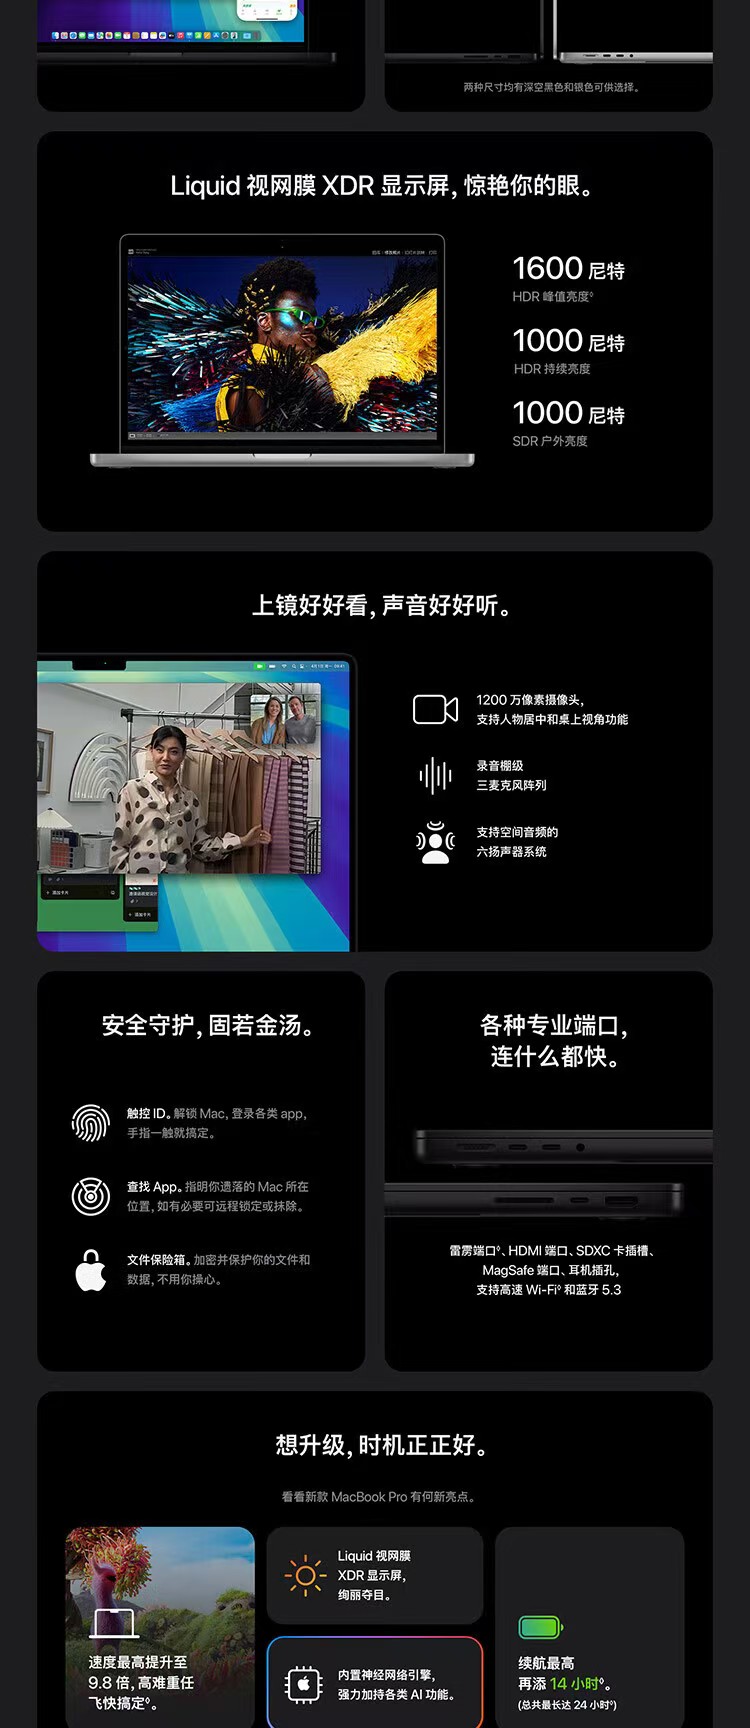 两种尺寸均有深空黑色和银色可供选择。
Liquid 视网膜 XDR 显示屏，惊艳你的眼。
1600 尼特
HDR 峰值亮度◊
1000 尼特
HDR 持续亮度
1000 尼特
SDR 户外亮度
上镜好好看，声音好好听。
1200 万像素摄像头，
支持人物居中和桌上视角功能
录音棚级
三麦克风阵列
支持空间音频的
六扬声器系统
添加卡片
添加卡片
安全守护，固若金汤。
触控 ID。解锁 Mac，登录各类 app，
手指一触就搞定。
查找 App。指明你遗落的 Mac 所在
位置，如有必要可远程锁定或抹除。
文件保险箱。加密并保护你的文件和
数据，不用你操心。
各种专业端口，
连什么都快。
雷雳端口◊、HDMI 端口、SDXC 卡插槽、
MagSafe 端口、耳机插孔，
支持高速 Wi-Fi◊ 和蓝牙 5.3
想升级，时机正正好。
看看新款 MacBook Pro 有何新亮点。
速度最高提升至
9.8 倍，高难重任
飞快搞定◊。
Liquid 视网膜
XDR 显示屏，
绚丽夺目。
内置神经网络引擎，
强力加持各类 AI 功能。
续航最高
再添 14 小时◊。
(总共最长达 24 小时◊)